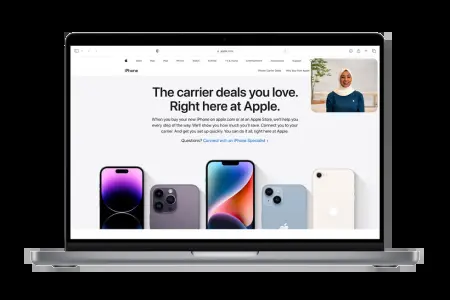 iPhone
The carrier deals you love.
Right here at Apple.
When you buy your new iPhone on apple.com or at an Apple Store, we'll help you
every step of the way. We'll show you how much you'll save. Connect you to your
carrier. And get you set up quickly. You can do it all, right here at Apple.
Questions? Connect with an iPhone Specialist